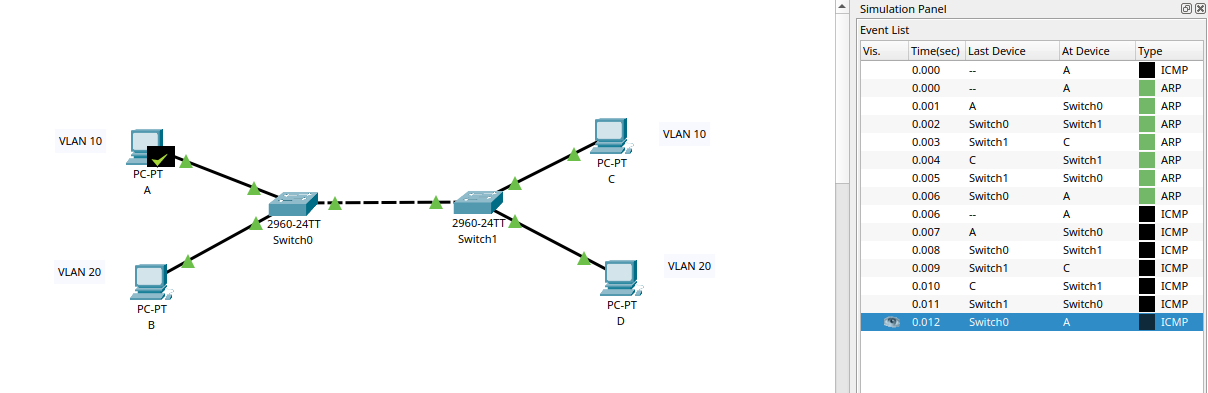 VLAN 10
PC-PT
A
VLAN 20
PC-PT
B
2960-24TT
Switch0
2960-24TT
Switch1
VLAN 10
PC-PT
C
VLAN 20
PC-PT
D
Simulation Panel
Event List
Vis. Time(sec) Last Device At Device Type
0.000 -- A ICMP
0.000 -- A ARP
0.001 A Switch0 ARP
0.002 Switch0 Switch1 ARP
0.003 Switch1 C ARP
0.004 C Switch1 ARP
0.005 Switch1 Switch0 ARP
0.006 Switch0 A ARP
0.006 -- A ICMP
0.007 A Switch0 ICMP
0.008 Switch0 Switch1 ICMP
0.009 Switch1 C ICMP
0.010 C Switch1 ICMP
0.011 Switch1 Switch0 ICMP
0.012 Switch0 A ICMP